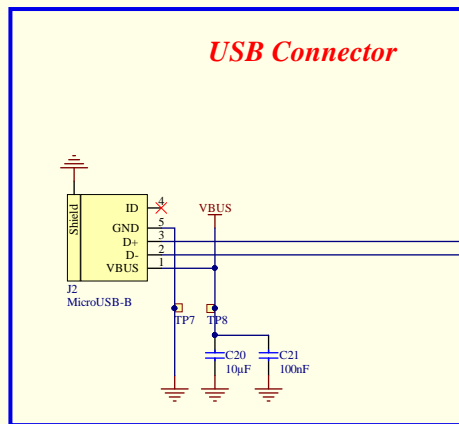 USB Connector
Shield
ID 4
GND 5
D+ 3
D- 2
VBUS 1
VBUS
J2
MicroUSB-B
TP7 TP8
C20 C21
10µF 100nF